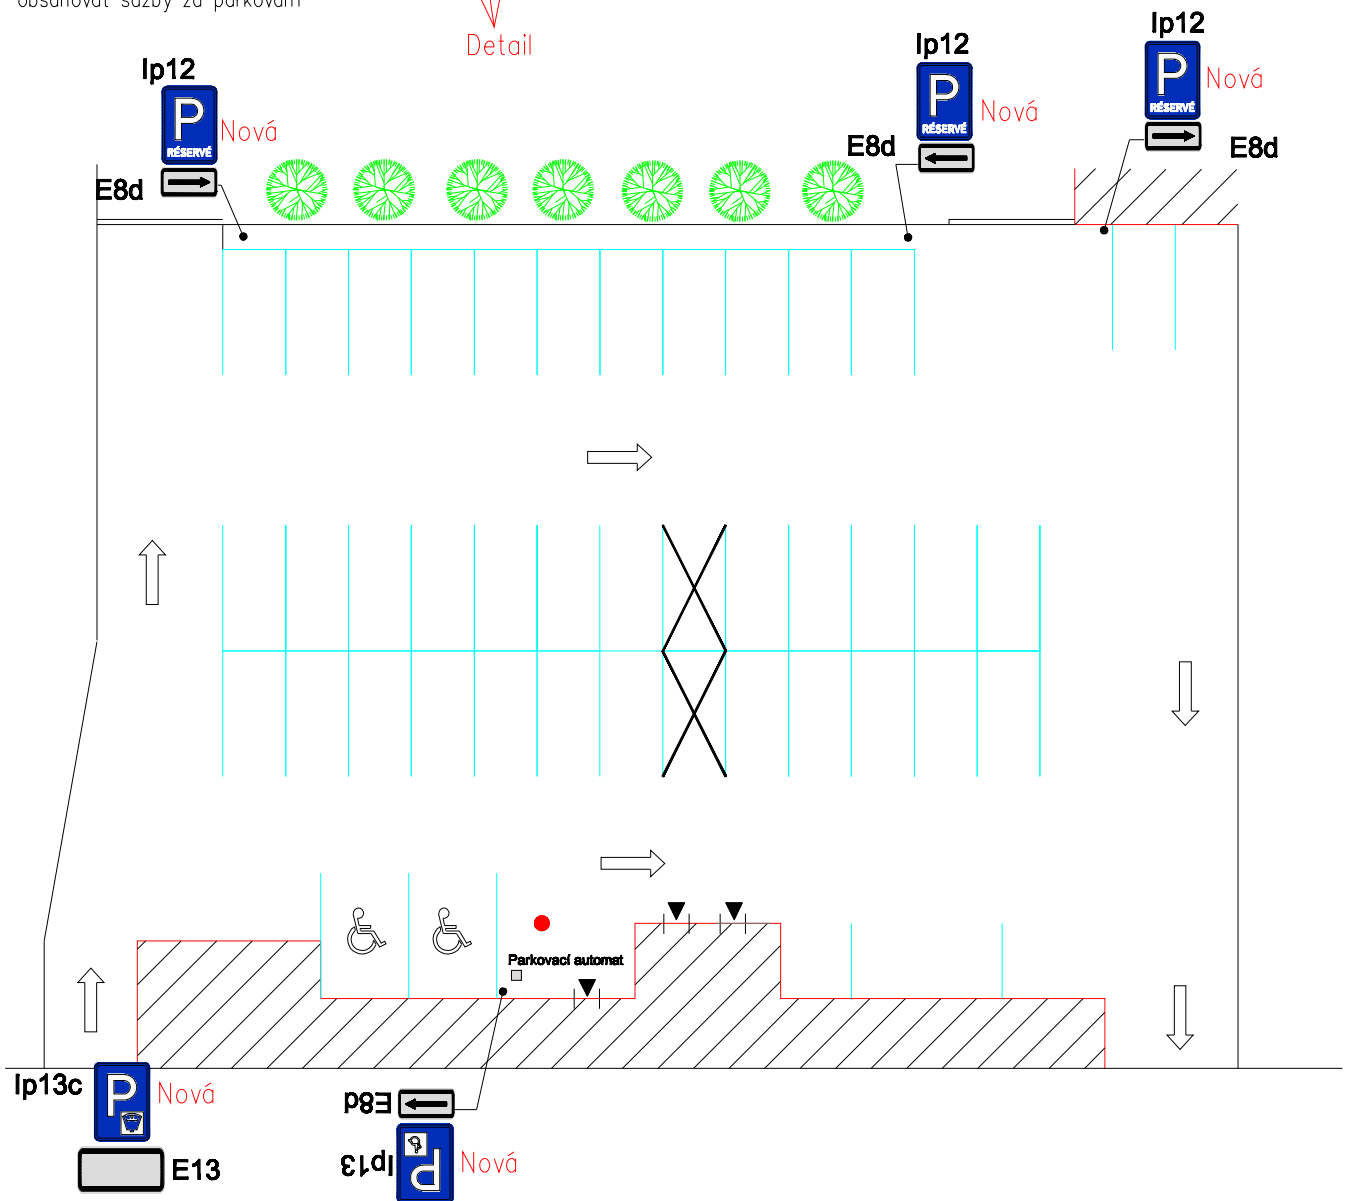 obsahovat sazby za parkování
Detail
Ip12
P
RÉSERVÉ
Nová
E8d
Ip12
P
RÉSERVÉ
Nová
E8d
Ip12
P
RÉSERVÉ
Nová
E8d
Parkovací automat
Ip13c
P
Nová
E13
E8d
Ip13
P
Nová